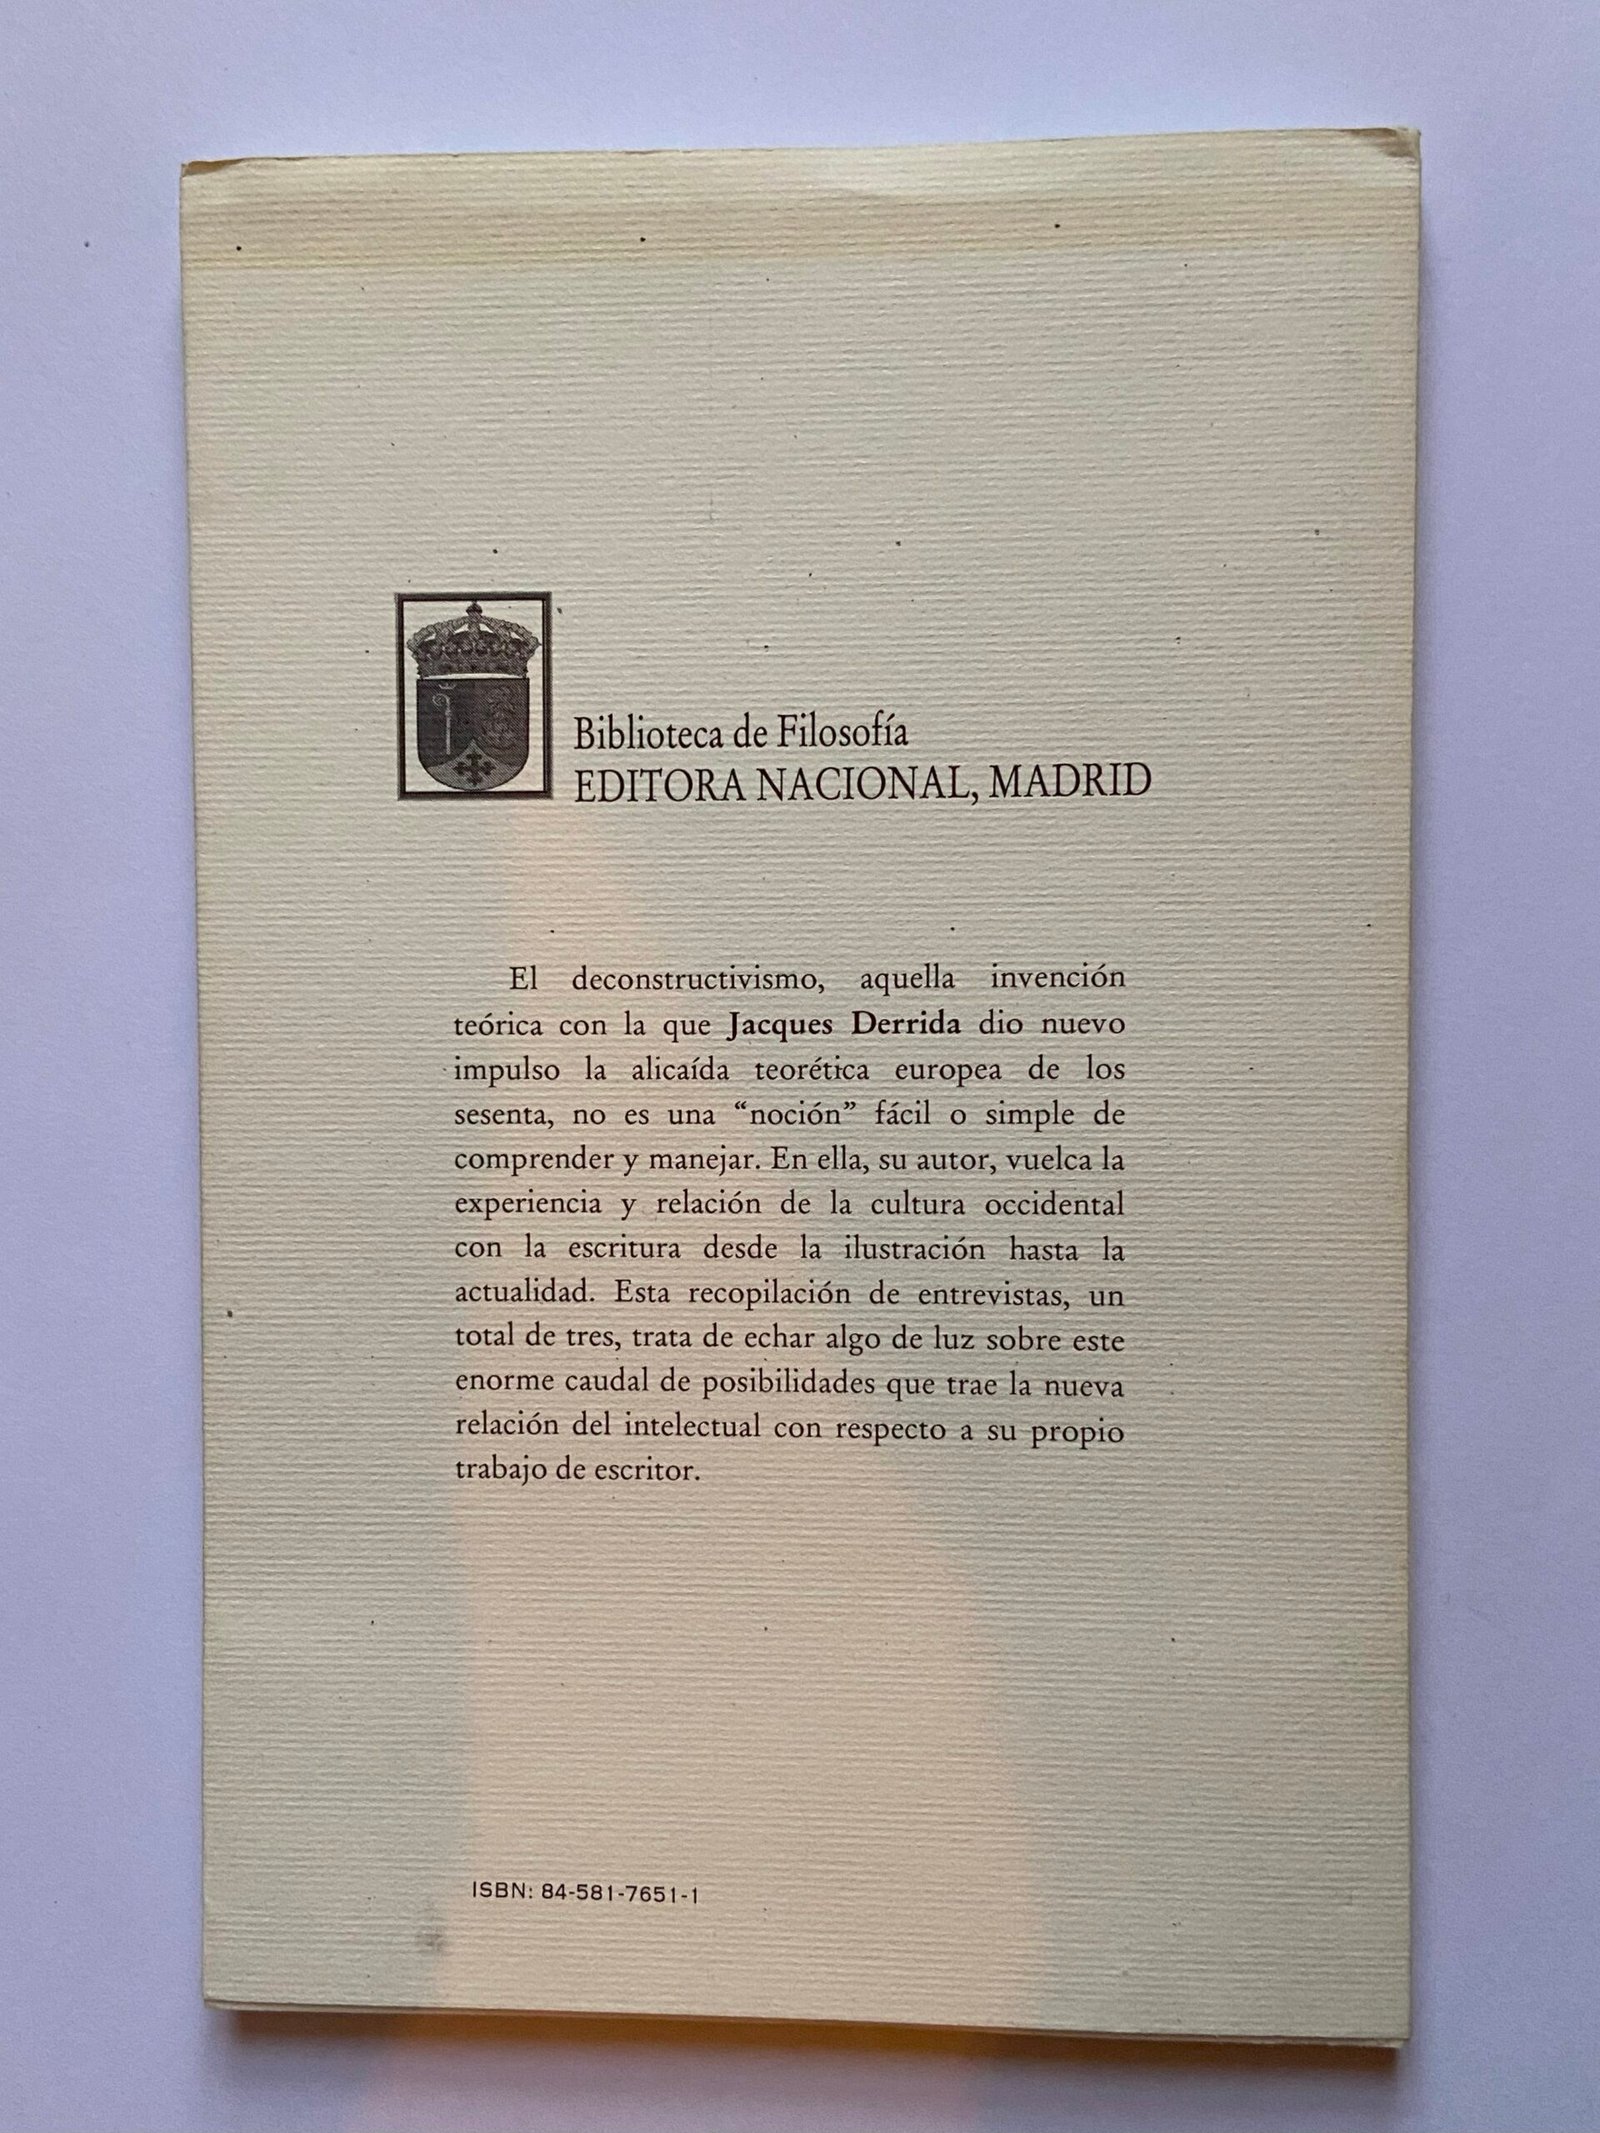 Biblioteca de Filosofía
EDITORA NACIONAL, MADRID
El deconstructivismo, aquella invención
teórica con la que Jacques Derrida dio nuevo
impulso la alicaída teorética europea de los
sesenta, no es una “noción” fácil o simple de
comprender y manejar. En ella, su autor, vuelca la
experiencia y relación de la cultura occidental
con la escritura desde la ilustración hasta la
actualidad. Esta recopilación de entrevistas, un
total de tres, trata de echar algo de luz sobre este
enorme caudal de posibilidades que trae la nueva
relación del intelectual con respecto a su propio
trabajo de escritor.
ISBN: 84-581-7651-1